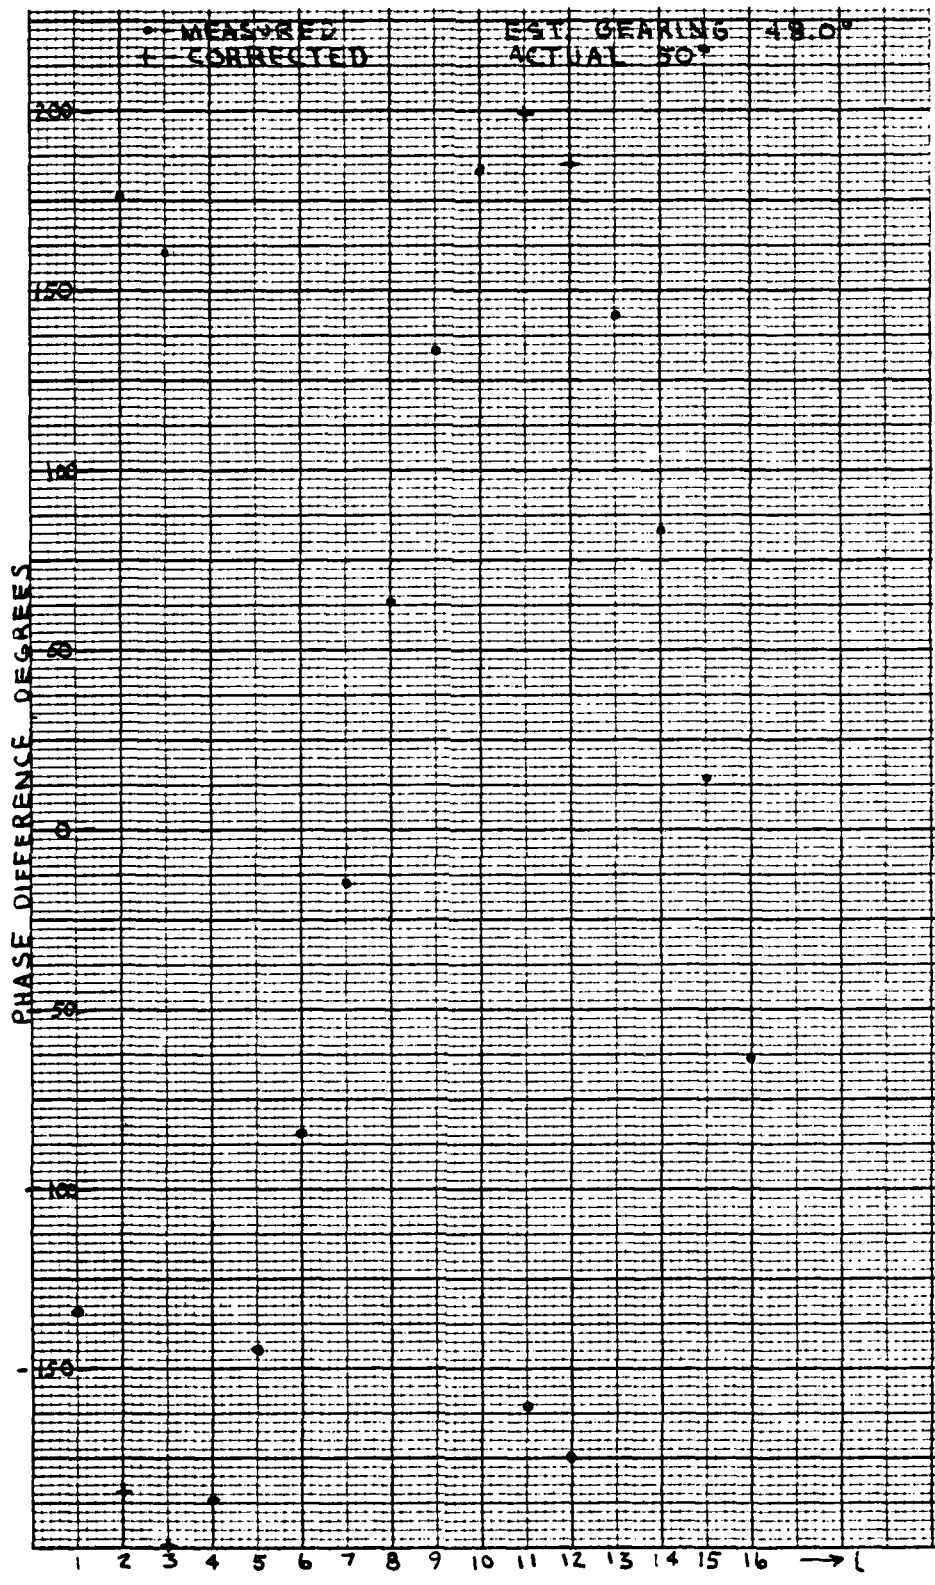 • - MEASURED
+ - CORRECTED
EST. BEARING 48.0°
ACTUAL 50°
200
150
100
50
0
-50
-100
-150
PHASE DIFFERENCE DEGREES
1 2 3 4 5 6 7 8 9 10 11 12 13 14 15 16 → i